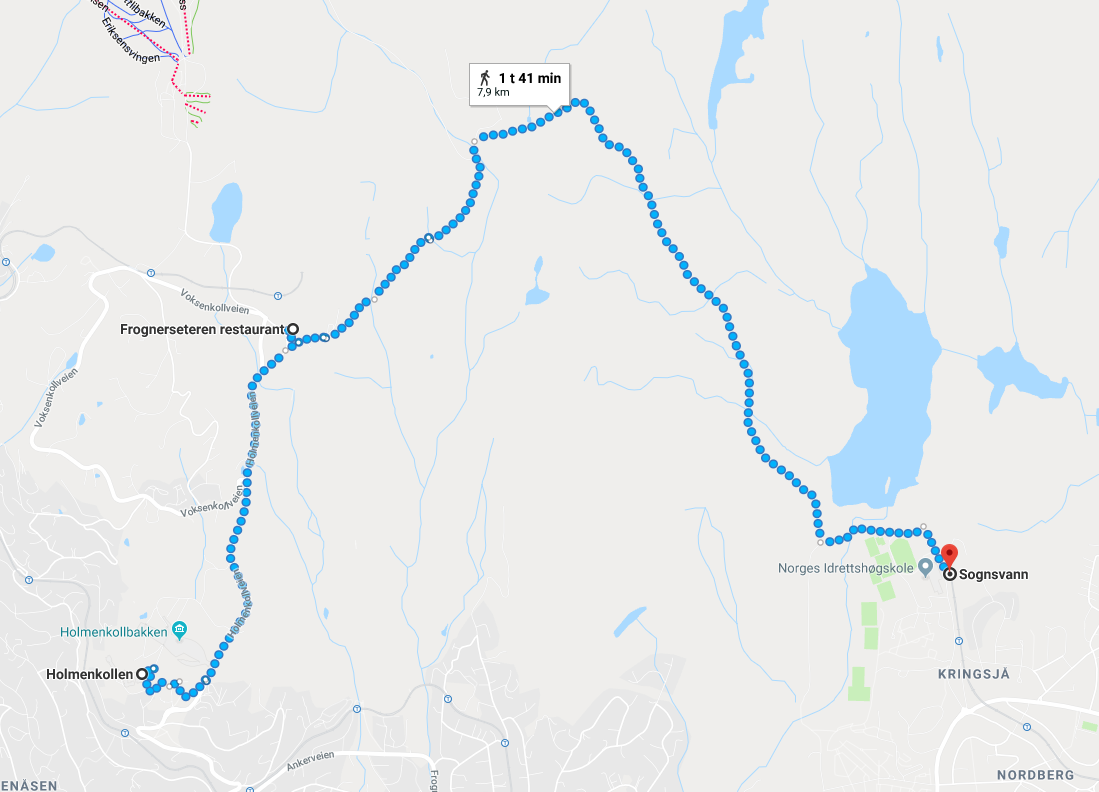 Eriksensvingen
1 t 41 min
7,9 km
Voksenkollveien
Frognerseteren restaurant
Voksenkollveien
Voksenkollveien
Norges Idrettshøgskole
Sognsvann
Holmenkollbakken
Holmenkollen
KRINGSJÅ
Ankerveien
NORDBERG
ENÅSEN